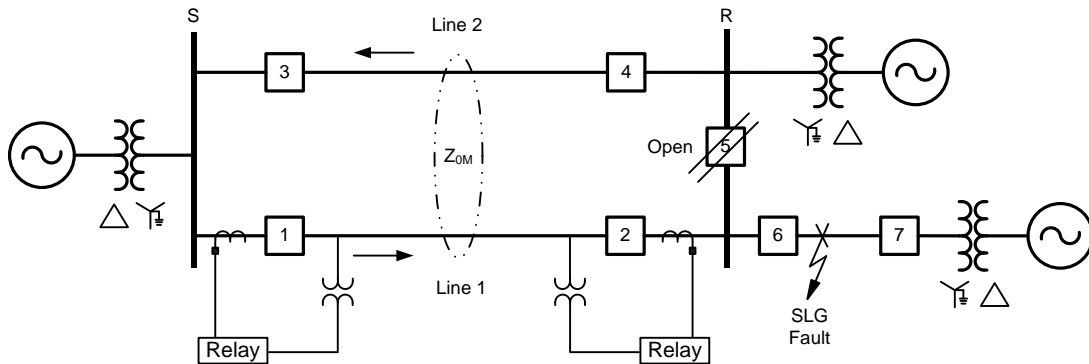 S
R
Line 2
3
4
Open
5
Z0M
1
2
6
7
Line 1
SLG
Fault
Relay
Relay